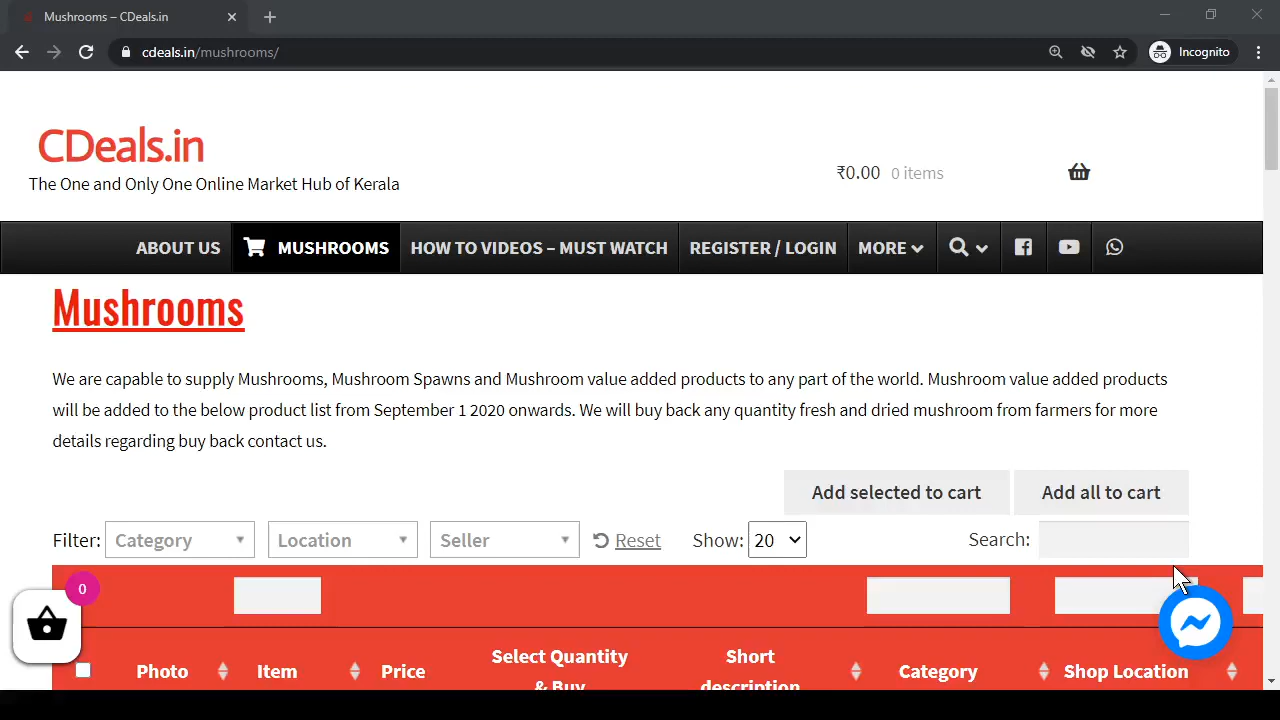 Mushrooms – CDeals.in
cdeals.in/mushrooms/
Incognito
CDeals.in
The One and Only One Online Market Hub of Kerala
₹0.00 0 items
ABOUT US MUSHROOMS HOW TO VIDEOS – MUST WATCH REGISTER / LOGIN MORE
Mushrooms
We are capable to supply Mushrooms, Mushroom Spawns and Mushroom value added products to any part of the world. Mushroom value added products
will be added to the below product list from September 1 2020 onwards. We will buy back any quantity fresh and dried mushroom from farmers for more
details regarding buy back contact us.
Add selected to cart Add all to cart
Filter: Category Location Seller Reset Show: 20 Search:
0
Photo Item Price Select Quantity & Buy Short description Category Shop Location